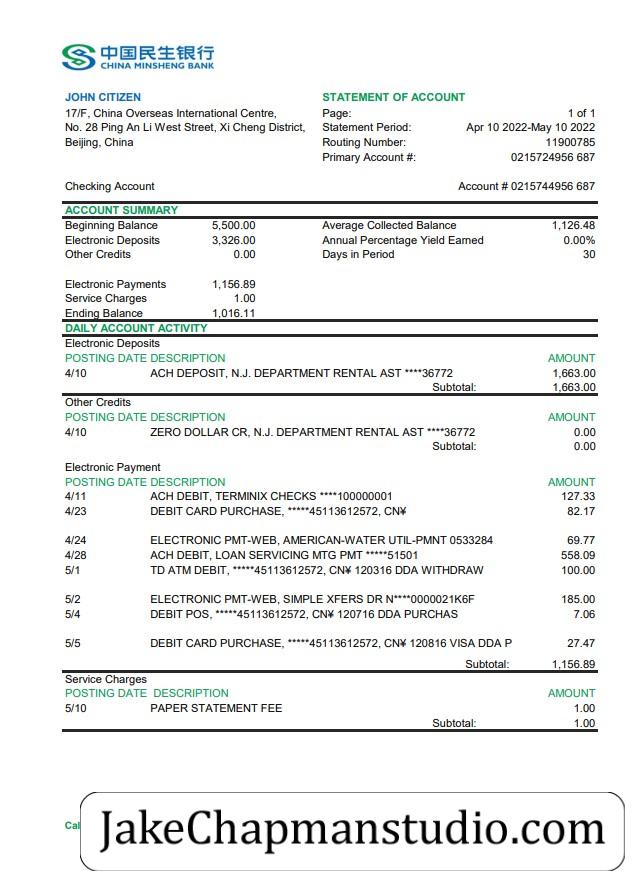 中国民生银行
CHINA MINSHENG BANK
JOHN CITIZEN
17/F, China Overseas International Centre,
No. 28 Ping An Li West Street, Xi Cheng District,
Beijing, China
STATEMENT OF ACCOUNT
Page: 1 of 1
Statement Period: Apr 10 2022-May 10 2022
Routing Number: 11900785
Primary Account #: 0215724956 687
Checking Account Account # 0215744956 687
ACCOUNT SUMMARY
Beginning Balance 5,500.00 Average Collected Balance 1,126.48
Electronic Deposits 3,326.00 Annual Percentage Yield Earned 0.00%
Other Credits 0.00 Days in Period 30
Electronic Payments 1,156.89
Service Charges 1.00
Ending Balance 1,016.11
DAILY ACCOUNT ACTIVITY
Electronic Deposits
POSTING DATE DESCRIPTION AMOUNT
4/10 ACH DEPOSIT, N.J. DEPARTMENT RENTAL AST ****36772 1,663.00
Subtotal: 1,663.00
Other Credits
POSTING DATE DESCRIPTION AMOUNT
4/10 ZERO DOLLAR CR, N.J. DEPARTMENT RENTAL AST ****36772 0.00
Subtotal: 0.00
Electronic Payment
POSTING DATE DESCRIPTION AMOUNT
4/11 ACH DEBIT, TERMINIX CHECKS ****100000001 127.33
4/23 DEBIT CARD PURCHASE, *****45113612572, CN¥ 82.17
4/24 ELECTRONIC PMT-WEB, AMERICAN-WATER UTIL-PMNT 0533284 69.77
4/28 ACH DEBIT, LOAN SERVICING MTG PMT *****51501 558.09
5/1 TD ATM DEBIT, *****45113612572, CN¥ 120316 DDA WITHDRAW 100.00
5/2 ELECTRONIC PMT-WEB, SIMPLE XFERS DR N****0000021K6F 185.00
5/4 DEBIT POS, *****45113612572, CN¥ 120716 DDA PURCHAS 7.06
5/5 DEBIT CARD PURCHASE, *****45113612572, CN¥ 120816 VISA DDA P 27.47
Subtotal: 1,156.89
Service Charges
POSTING DATE DESCRIPTION AMOUNT
5/10 PAPER STATEMENT FEE 1.00
Subtotal: 1.00
Cal
JakeChapmanstudio.com